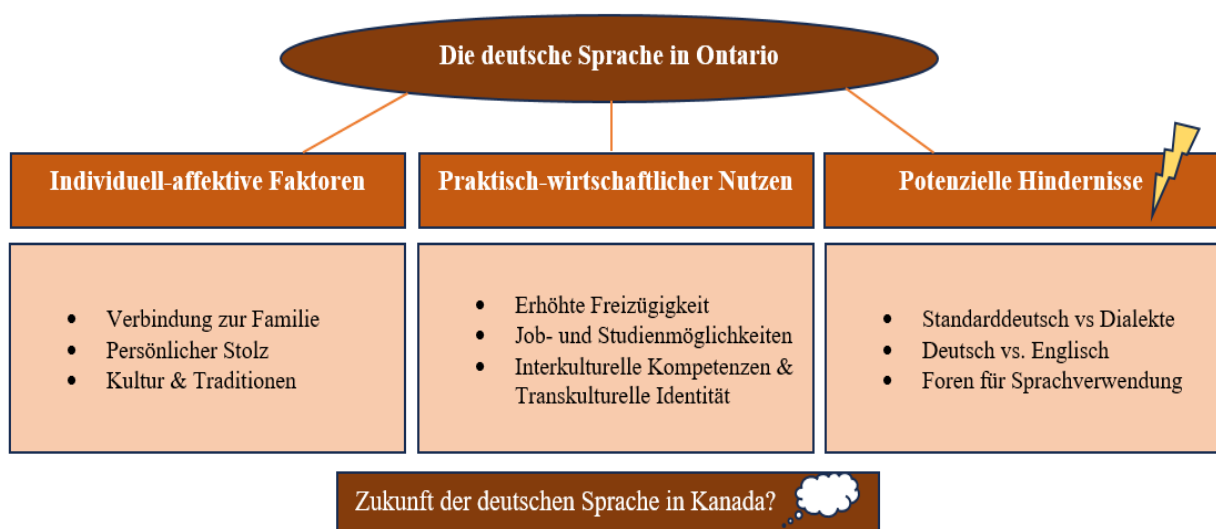 Die deutsche Sprache in Ontario
Individuell-affektive Faktoren
Verbindung zur Familie
Persönlicher Stolz
Kultur & Traditionen
Praktisch-wirtschaftlicher Nutzen
Erhöhte Freizügigkeit
Job- und Studienmöglichkeiten
Interkulturelle Kompetenzen &
Transkulturelle Identität
Potenzielle Hindernisse
Standarddeutsch vs Dialekte
Deutsch vs. Englisch
Foren für Sprachverwendung
Zukunft der deutschen Sprache in Kanada?